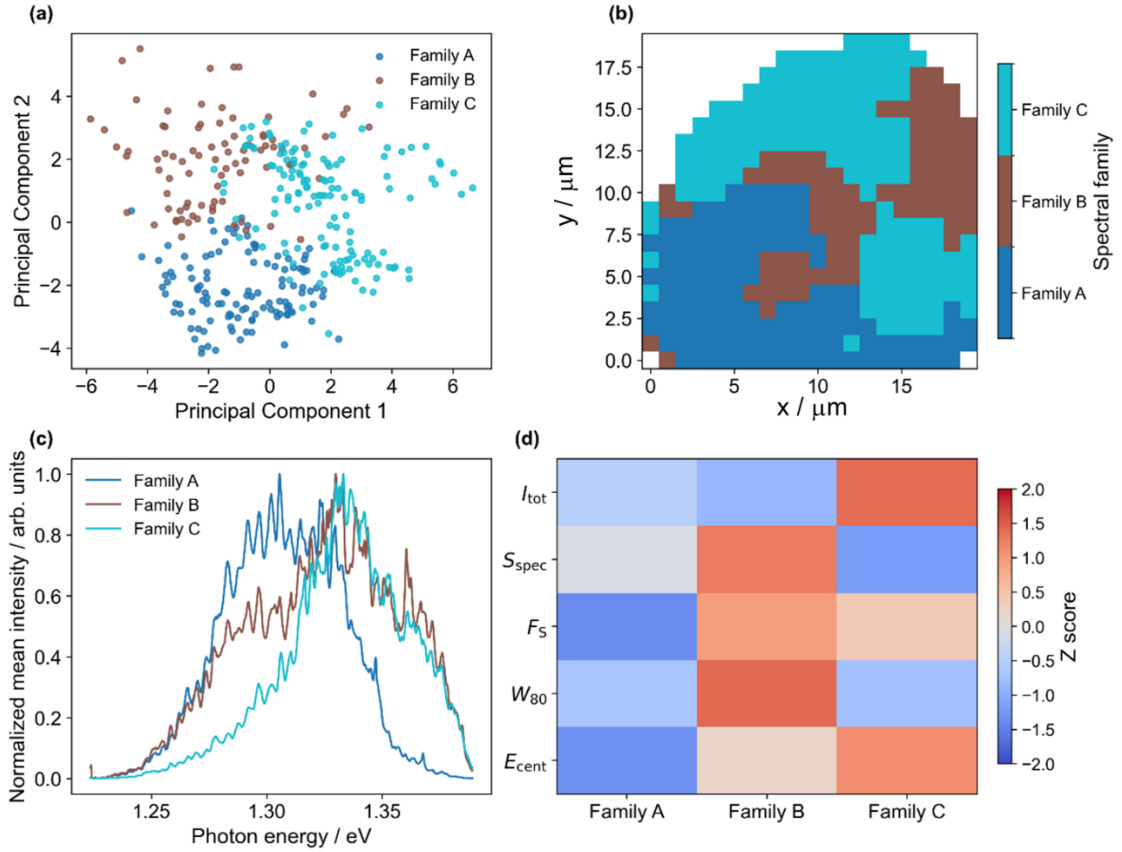 (a)
Principal Component 2
4
2
0
−2
−4
Family A
Family B
Family C
−6 −4 −2 0 2 4 6
Principal Component 1
(b)
y / μm
17.5
15.0
12.5
10.0
7.5
5.0
2.5
0.0
0 5 10 15
x / μm
Family C
Family B
Family A
Spectral family
(c)
Normalized mean intensity / arb. units
1.0
0.8
0.6
0.4
0.2
0.0
Family A
Family B
Family C
1.25 1.30 1.35
Photon energy / eV
(d)
I_tot
S_spec
F_S
W_80
E_cent
Family A Family B Family C
2.0
1.5
1.0
0.5
0.0
−0.5
−1.0
−1.5
−2.0
Z score